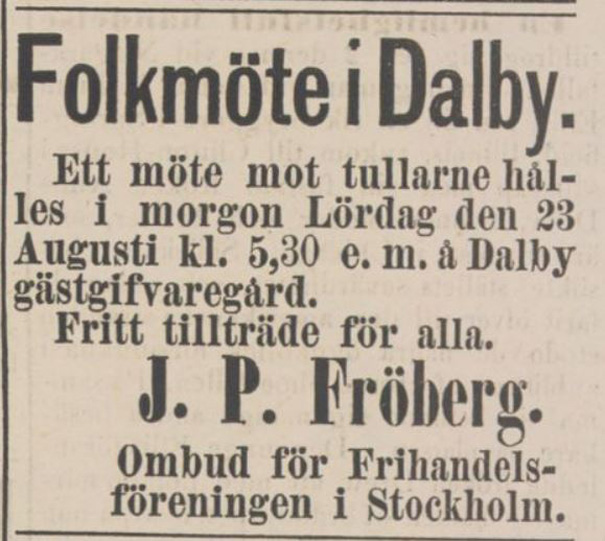 Folkmöte i Dalby.
Ett möte mot tullarne hål-
les i morgon Lördag den 23
Augusti kl. 5,30 e. m. å Dalby
gästgifvaregård.
Fritt tillträde för alla.
J. P. Fröberg.
Ombud för Frihandels-
föreningen i Stockholm.